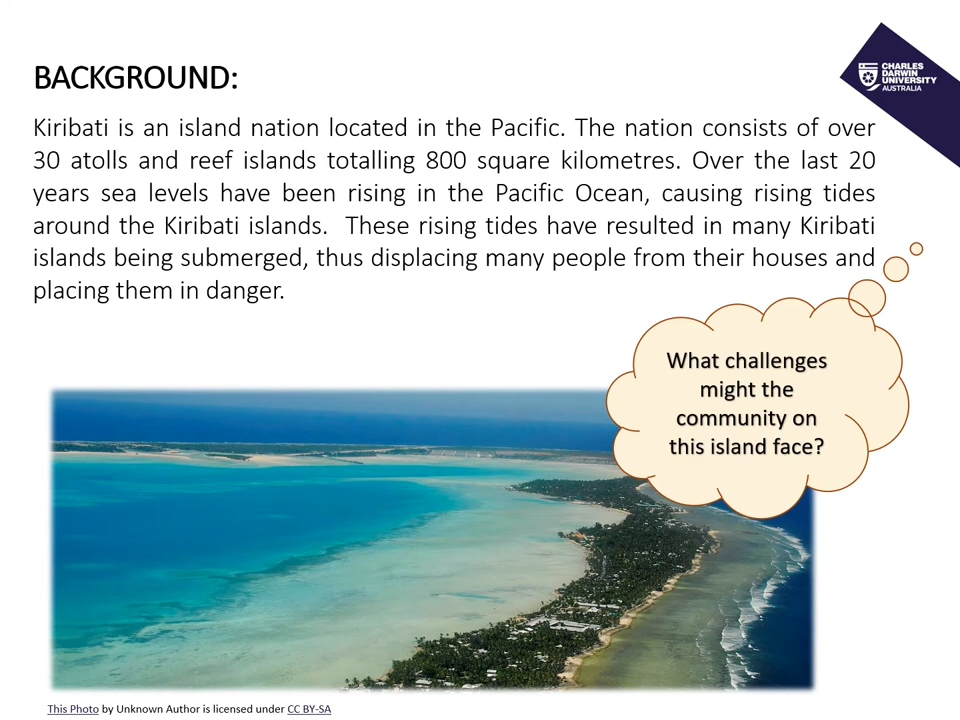 BACKGROUND:
CHARLES
DARWIN
UNIVERSITY
AUSTRALIA
Kiribati is an island nation located in the Pacific. The nation consists of over
30 atolls and reef islands totalling 800 square kilometres. Over the last 20
years sea levels have been rising in the Pacific Ocean, causing rising tides
around the Kiribati islands.  These rising tides have resulted in many Kiribati
islands being submerged, thus displacing many people from their houses and
placing them in danger.
What challenges
might the
community on
this island face?
This Photo by Unknown Author is licensed under CC BY-SA